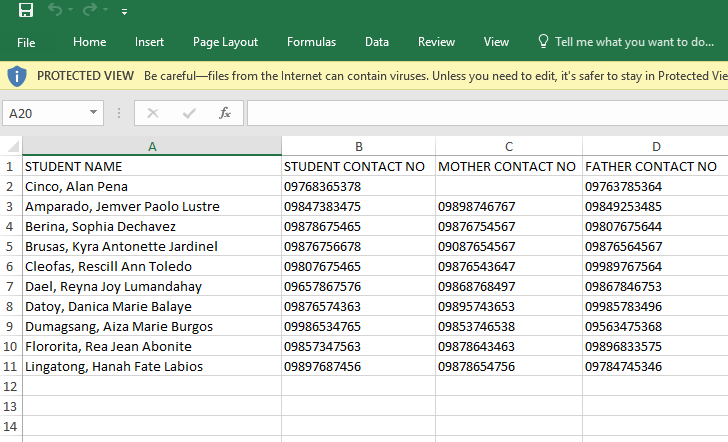 File Home Insert Page Layout Formulas Data Review View Tell me what you want to do...
PROTECTED VIEW Be careful—files from the Internet can contain viruses. Unless you need to edit, it's safer to stay in Protected Vie
A20 fx
A B C D
1 STUDENT NAME STUDENT CONTACT NO MOTHER CONTACT NO FATHER CONTACT NO
2 Cinco, Alan Pena 09768365378 09763785364
3 Amparado, Jemver Paolo Lustre 09847383475 09898746767 09849253485
4 Berina, Sophia Dechavez 09878675465 09876754567 09807675644
5 Brusas, Kyra Antonette Jardinel 09876756678 09087654567 09876564567
6 Cleofas, Rescill Ann Toledo 09807675465 09876543647 09989767564
7 Dael, Reyna Joy Lumandahay 09657867576 09868768497 09867846753
8 Datoy, Danica Marie Balaye 09876574363 09895743653 09985783496
9 Dumagsang, Aiza Marie Burgos 09986534765 09853746538 09563475368
10 Flororita, Rea Jean Abonite 09857347563 09878643463 09896833575
11 Lingatong, Hanah Fate Labios 09897687456 09878654756 09784745346
12
13
14